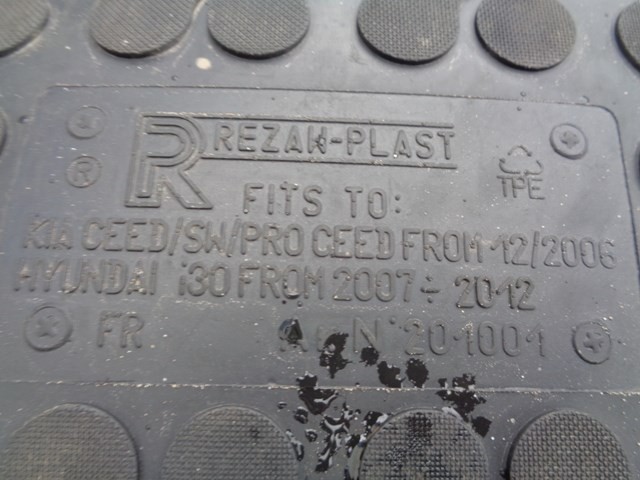 R REZAW-PLAST
®
TPE
FITS TO:
KIA CEED/SW/PRO CEED FROM 12/2006
HYUNDAI i30 FROM 2007÷2012
FR
N°201001